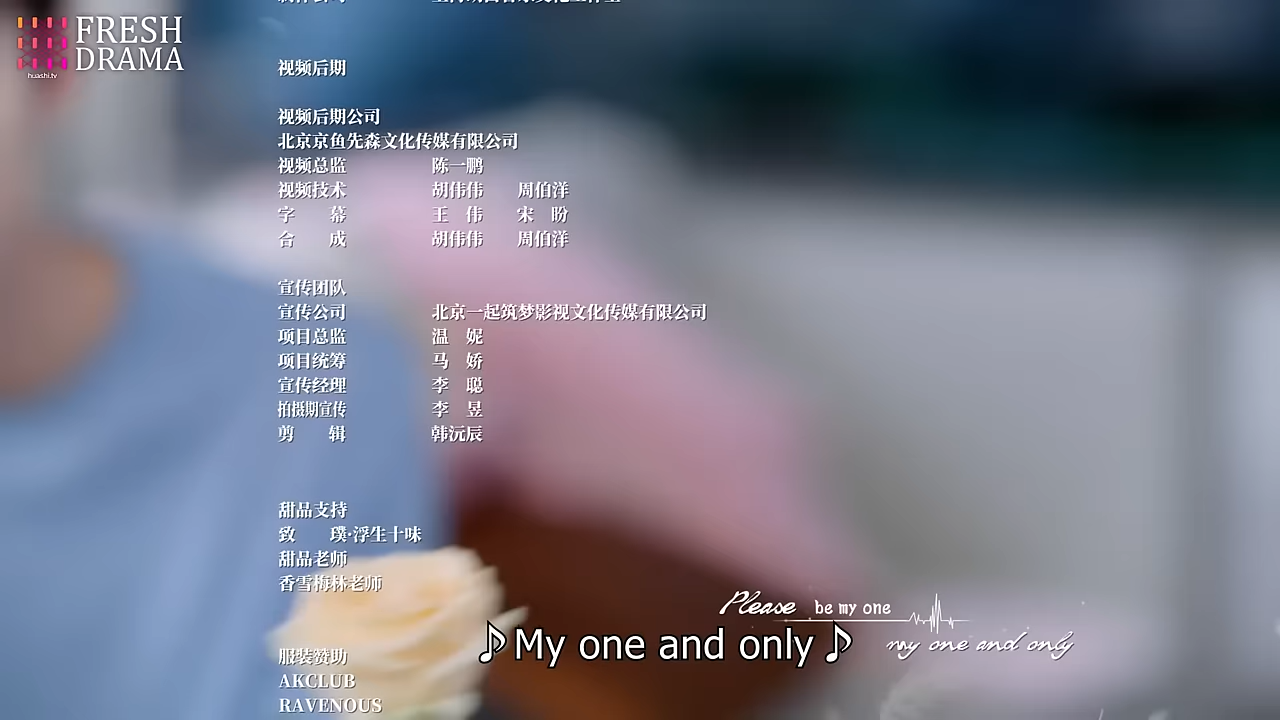 FRESH
DRAMA
huashi.tv
视频后期
视频后期公司
北京京鱼先森文化传媒有限公司
视频总监 陈一鹏
视频技术 胡伟伟 周伯洋
字 幕 王 伟 宋 盼
合 成 胡伟伟 周伯洋
宣传团队
宣传公司 北京一起筑梦影视文化传媒有限公司
项目总监 温 妮
项目统筹 马 娇
宣传经理 李 聪
拍摄期宣传 李 昱
剪 辑 韩沅辰
甜品支持
致 璞·浮生十味
甜品老师
香雪梅林老师
Please be my one
my one and only
♪My one and only♪
服装赞助
AKCLUB
RAVENOUS